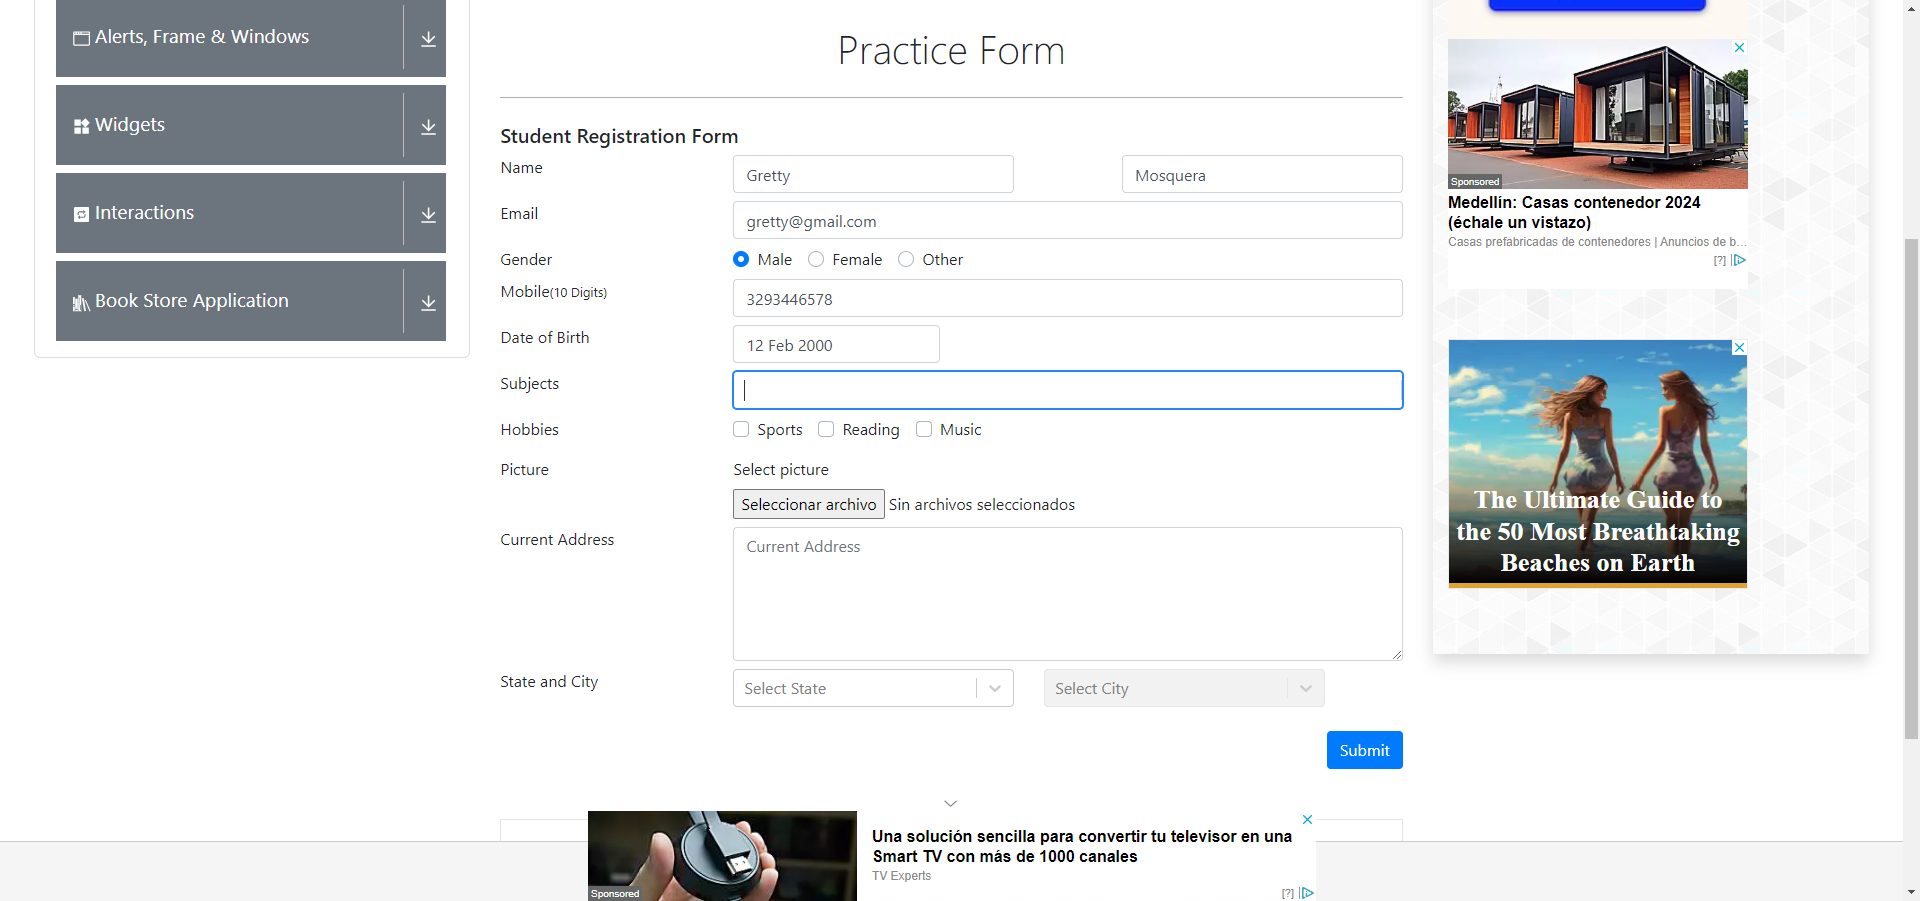 Alerts, Frame & Windows
Widgets
Interactions
Book Store Application
Practice Form
Student Registration Form
Name
Gretty
Mosquera
Email
gretty@gmail.com
Gender
Male
Female
Other
Mobile(10 Digits)
3293446578
Date of Birth
12 Feb 2000
Subjects
Hobbies
Sports
Reading
Music
Picture
Select picture
Seleccionar archivo
Sin archivos seleccionados
Current Address
Current Address
State and City
Select State
Select City
Submit
Sponsored
Medellín: Casas contenedor 2024
(échale un vistazo)
Casas prefabricadas de contenedores | Anuncios de b...
[?]
The Ultimate Guide to
the 50 Most Breathtaking
Beaches on Earth
Sponsored
Una solución sencilla para convertir tu televisor en una
Smart TV con más de 1000 canales
TV Experts
[?]